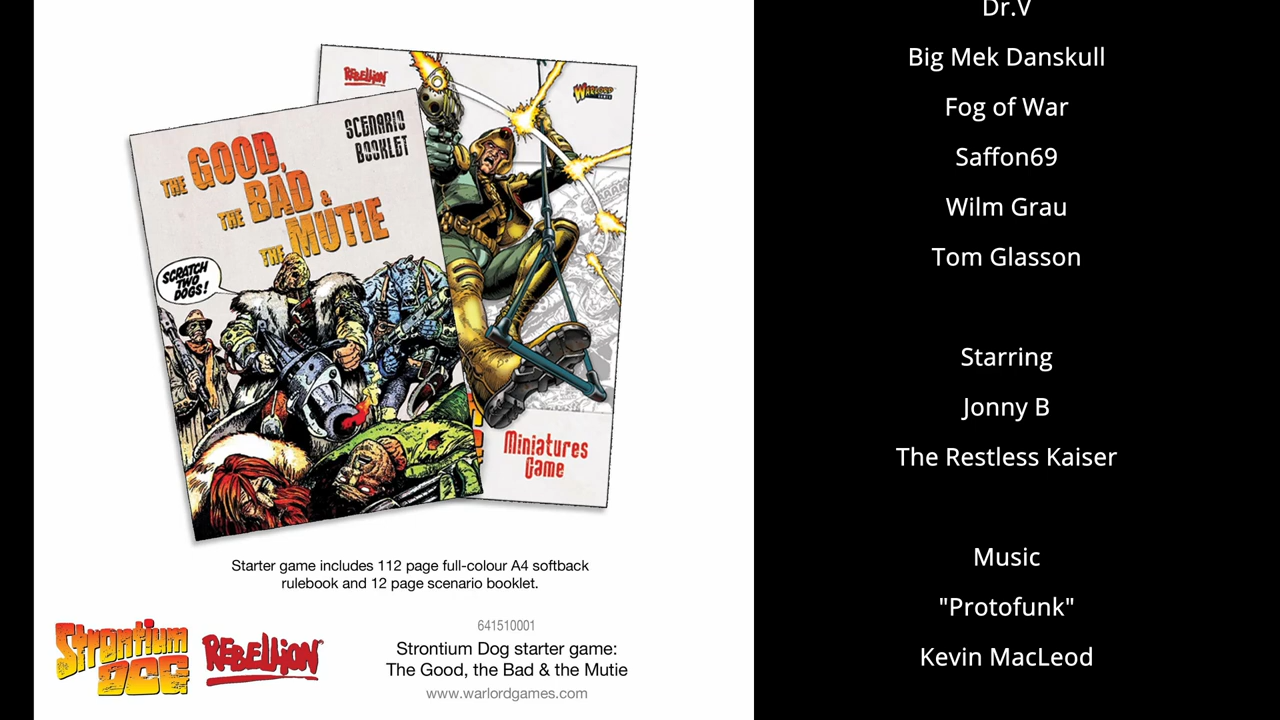 REBELLION
WARLORD
GAMES
SCENARIO
BOOKLET
THE GOOD,
THE BAD &
THE MUTIE
SCRATCH
TWO
DOGS!
Miniatures
Game
Starter game includes 112 page full-colour A4 softback
rulebook and 12 page scenario booklet.
Strontium
DOG
REBELLION
641510001
Strontium Dog starter game:
The Good, the Bad & the Mutie
www.warlordgames.com
Dr.V
Big Mek Danskull
Fog of War
Saffon69
Wilm Grau
Tom Glasson
Starring
Jonny B
The Restless Kaiser
Music
"Protofunk"
Kevin MacLeod